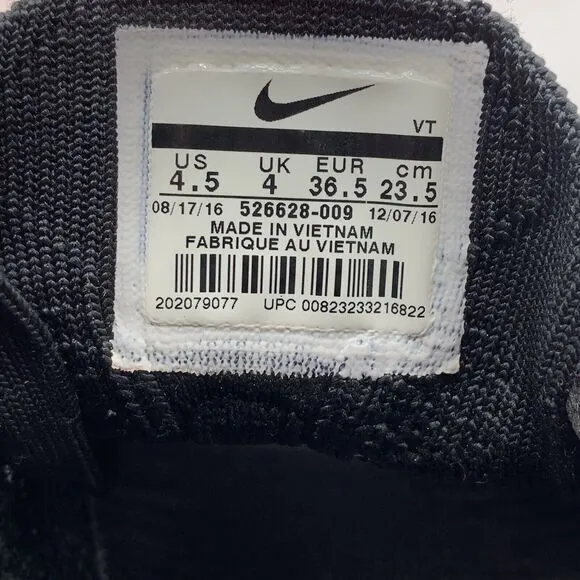 VT
US UK EUR cm
4.5 4 36.5 23.5
08/17/16 526628-009 12/07/16
MADE IN VIETNAM
FABRIQUE AU VIETNAM
202079077 UPC 00823233216822